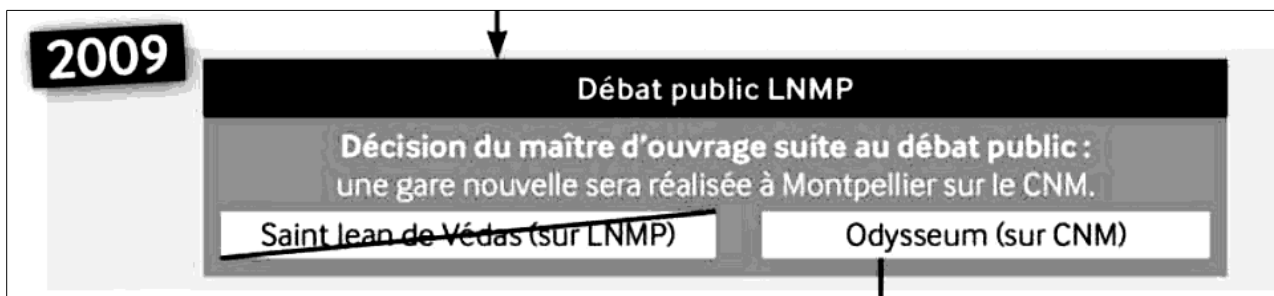 2009
Débat public LNMP
Décision du maître d'ouvrage suite au débat public :
une gare nouvelle sera réalisée à Montpellier sur le CNM.
Saint Jean de Védas (sur LNMP)
Odysseum (sur CNM)